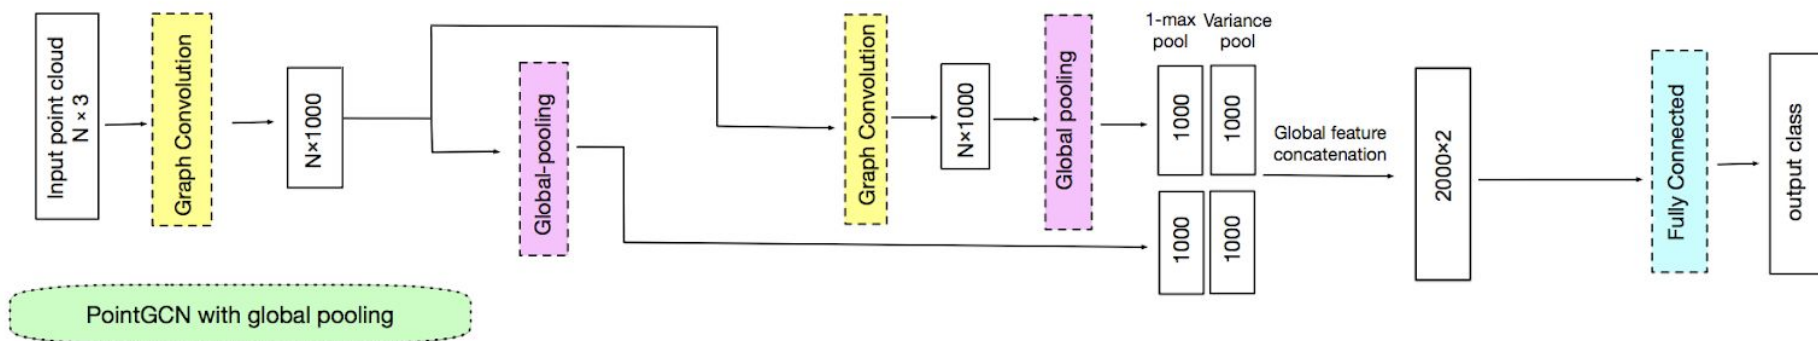 Input point cloud
N × 3
Graph Convolution
N×1000
Global-pooling
Graph Convolution
N×1000
Global pooling
1-max
pool
Variance
pool
1000
1000
1000
1000
Global feature
concatenation
2000×2
Fully Connected
output class
PointGCN with global pooling